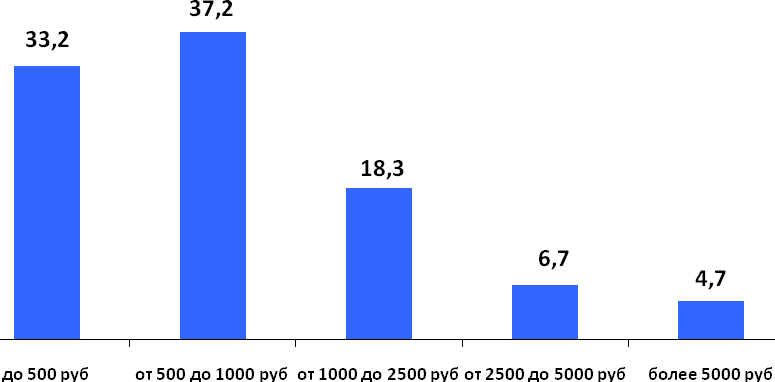 37,2
33,2
18,3
6,7
4,7
до 500 руб
от 500 до 1000 руб
от 1000 до 2500 руб
от 2500 до 5000 руб
более 5000 руб